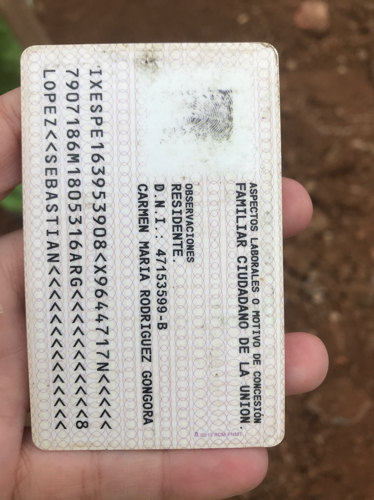 ASPECTOS LABORALES O MOTIVO DE CONCESIÓN
FAMILIAR CIUDADANO DE LA UNION.
OBSERVACIONES
RESIDENTE.
D.N.I.: 47153599-B
CARMEN MARIA RODRIGUEZ GONGORA
IXESPE163953908<X9644717N<<<<<
7907186M1805316ARG<<<<<<<<<<<8
LOPEZ<<SEBASTIAN<<<<<<<<<<<<<<